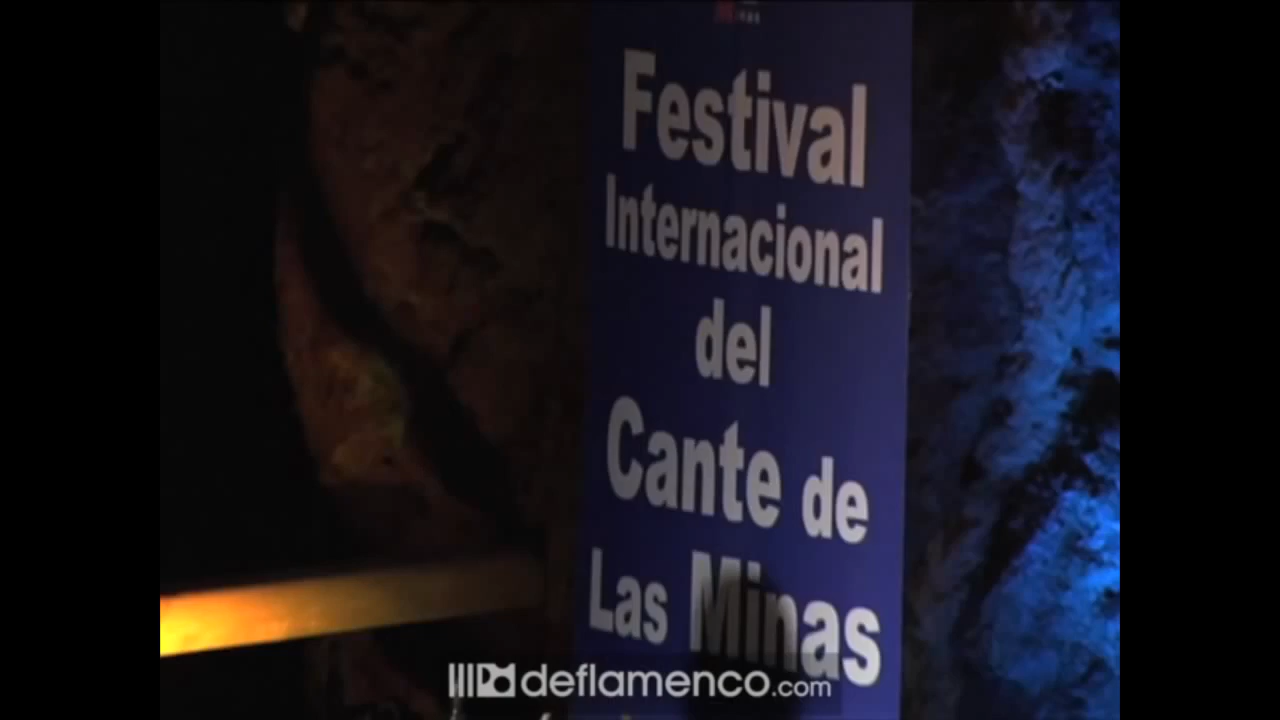 Festival
Internacional
del
Cante de
Las Minas
deflamenco.com